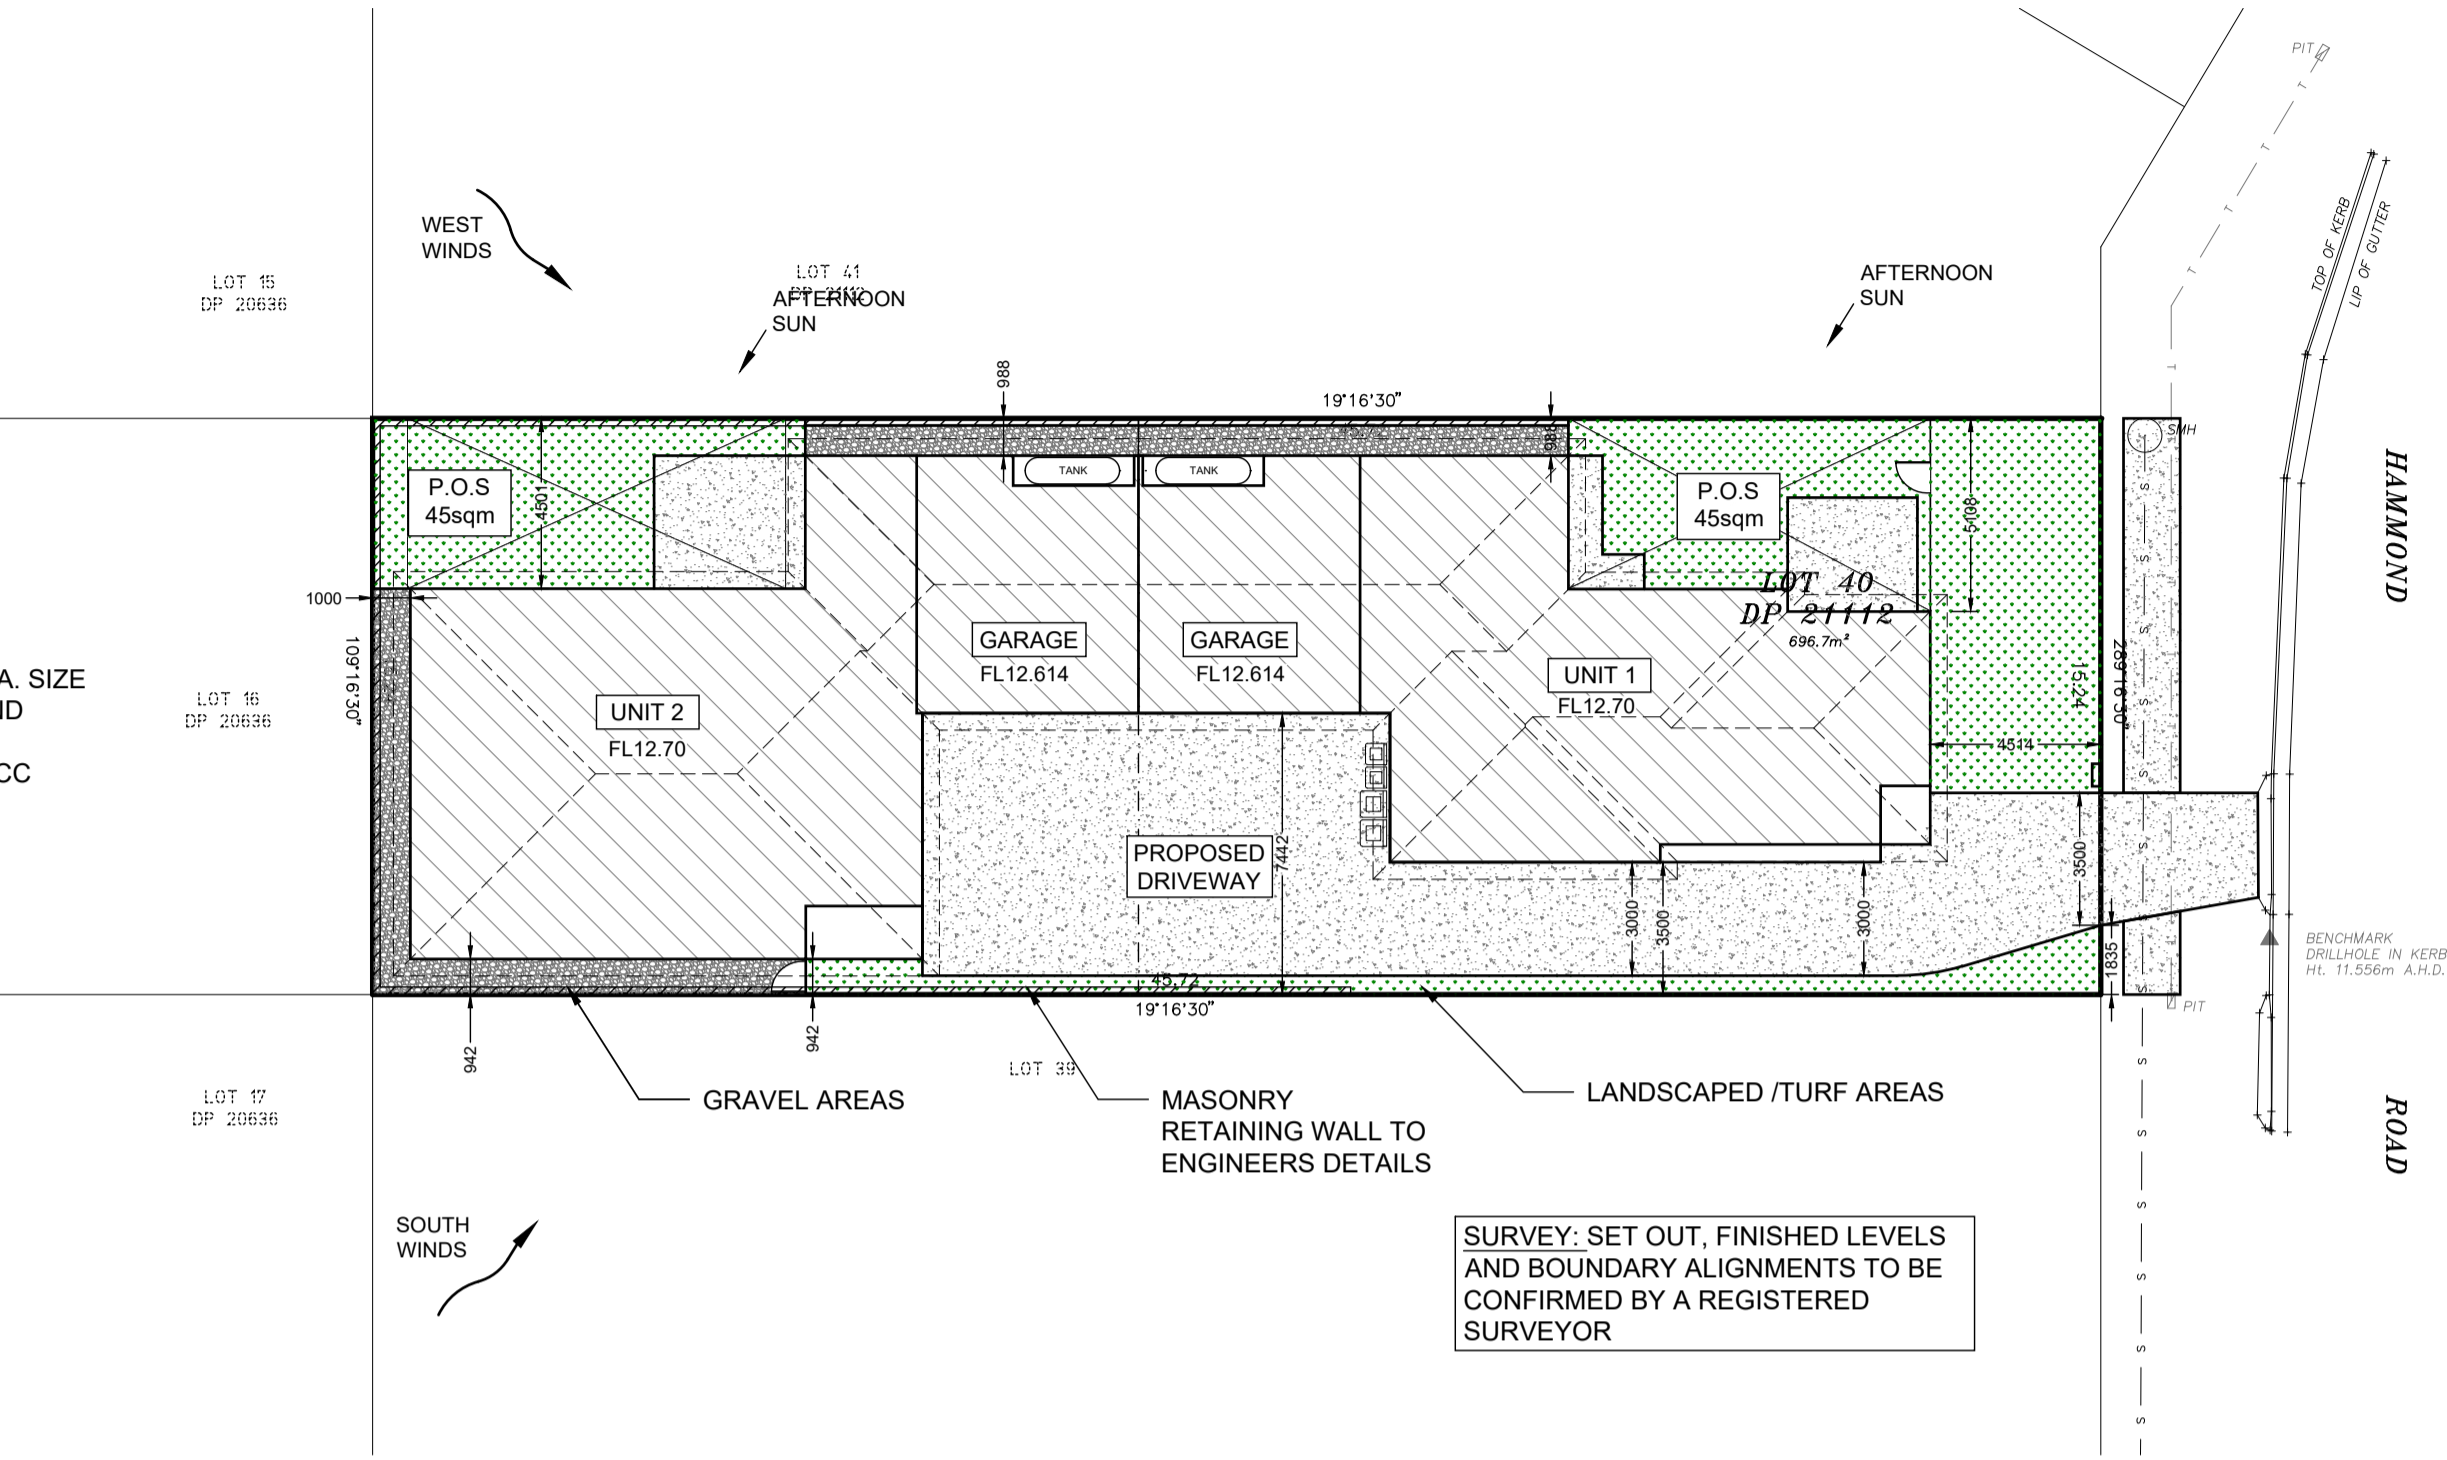 PIT
TOP OF KERB
LIP OF GUTTER
WEST
WINDS
LOT 15
DP 20636
LOT 41
DP 21112
AFTERNOON
SUN
AFTERNOON
SUN
988
19°16'30"
988
SMH
HAMMOND
P.O.S
45sqm
4501
TANK
TANK
P.O.S
45sqm
5108
1000
LOT 40
DP 21112
696.7m²
109°16'30"
GARAGE
FL12.614
GARAGE
FL12.614
UNIT 1
FL12.70
15.24
289°16'30"
4514
A. SIZE
ID
CC
LOT 16
DP 20636
UNIT 2
FL12.70
PROPOSED
DRIVEWAY
7442
3000
3500
3000
3500
1835
BENCHMARK
DRILLHOLE IN KERB
Ht. 11.556m A.H.D.
PIT
45.72
19°16'30"
942
942
LOT 39
LOT 17
DP 20636
GRAVEL AREAS
MASONRY
RETAINING WALL TO
ENGINEERS DETAILS
LANDSCAPED /TURF AREAS
ROAD
SOUTH
WINDS
SURVEY: SET OUT, FINISHED LEVELS
AND BOUNDARY ALIGNMENTS TO BE
CONFIRMED BY A REGISTERED
SURVEYOR
T
T
T
T
T
S
S
S
S
S
S
S
S
S
S
S
S
S
S